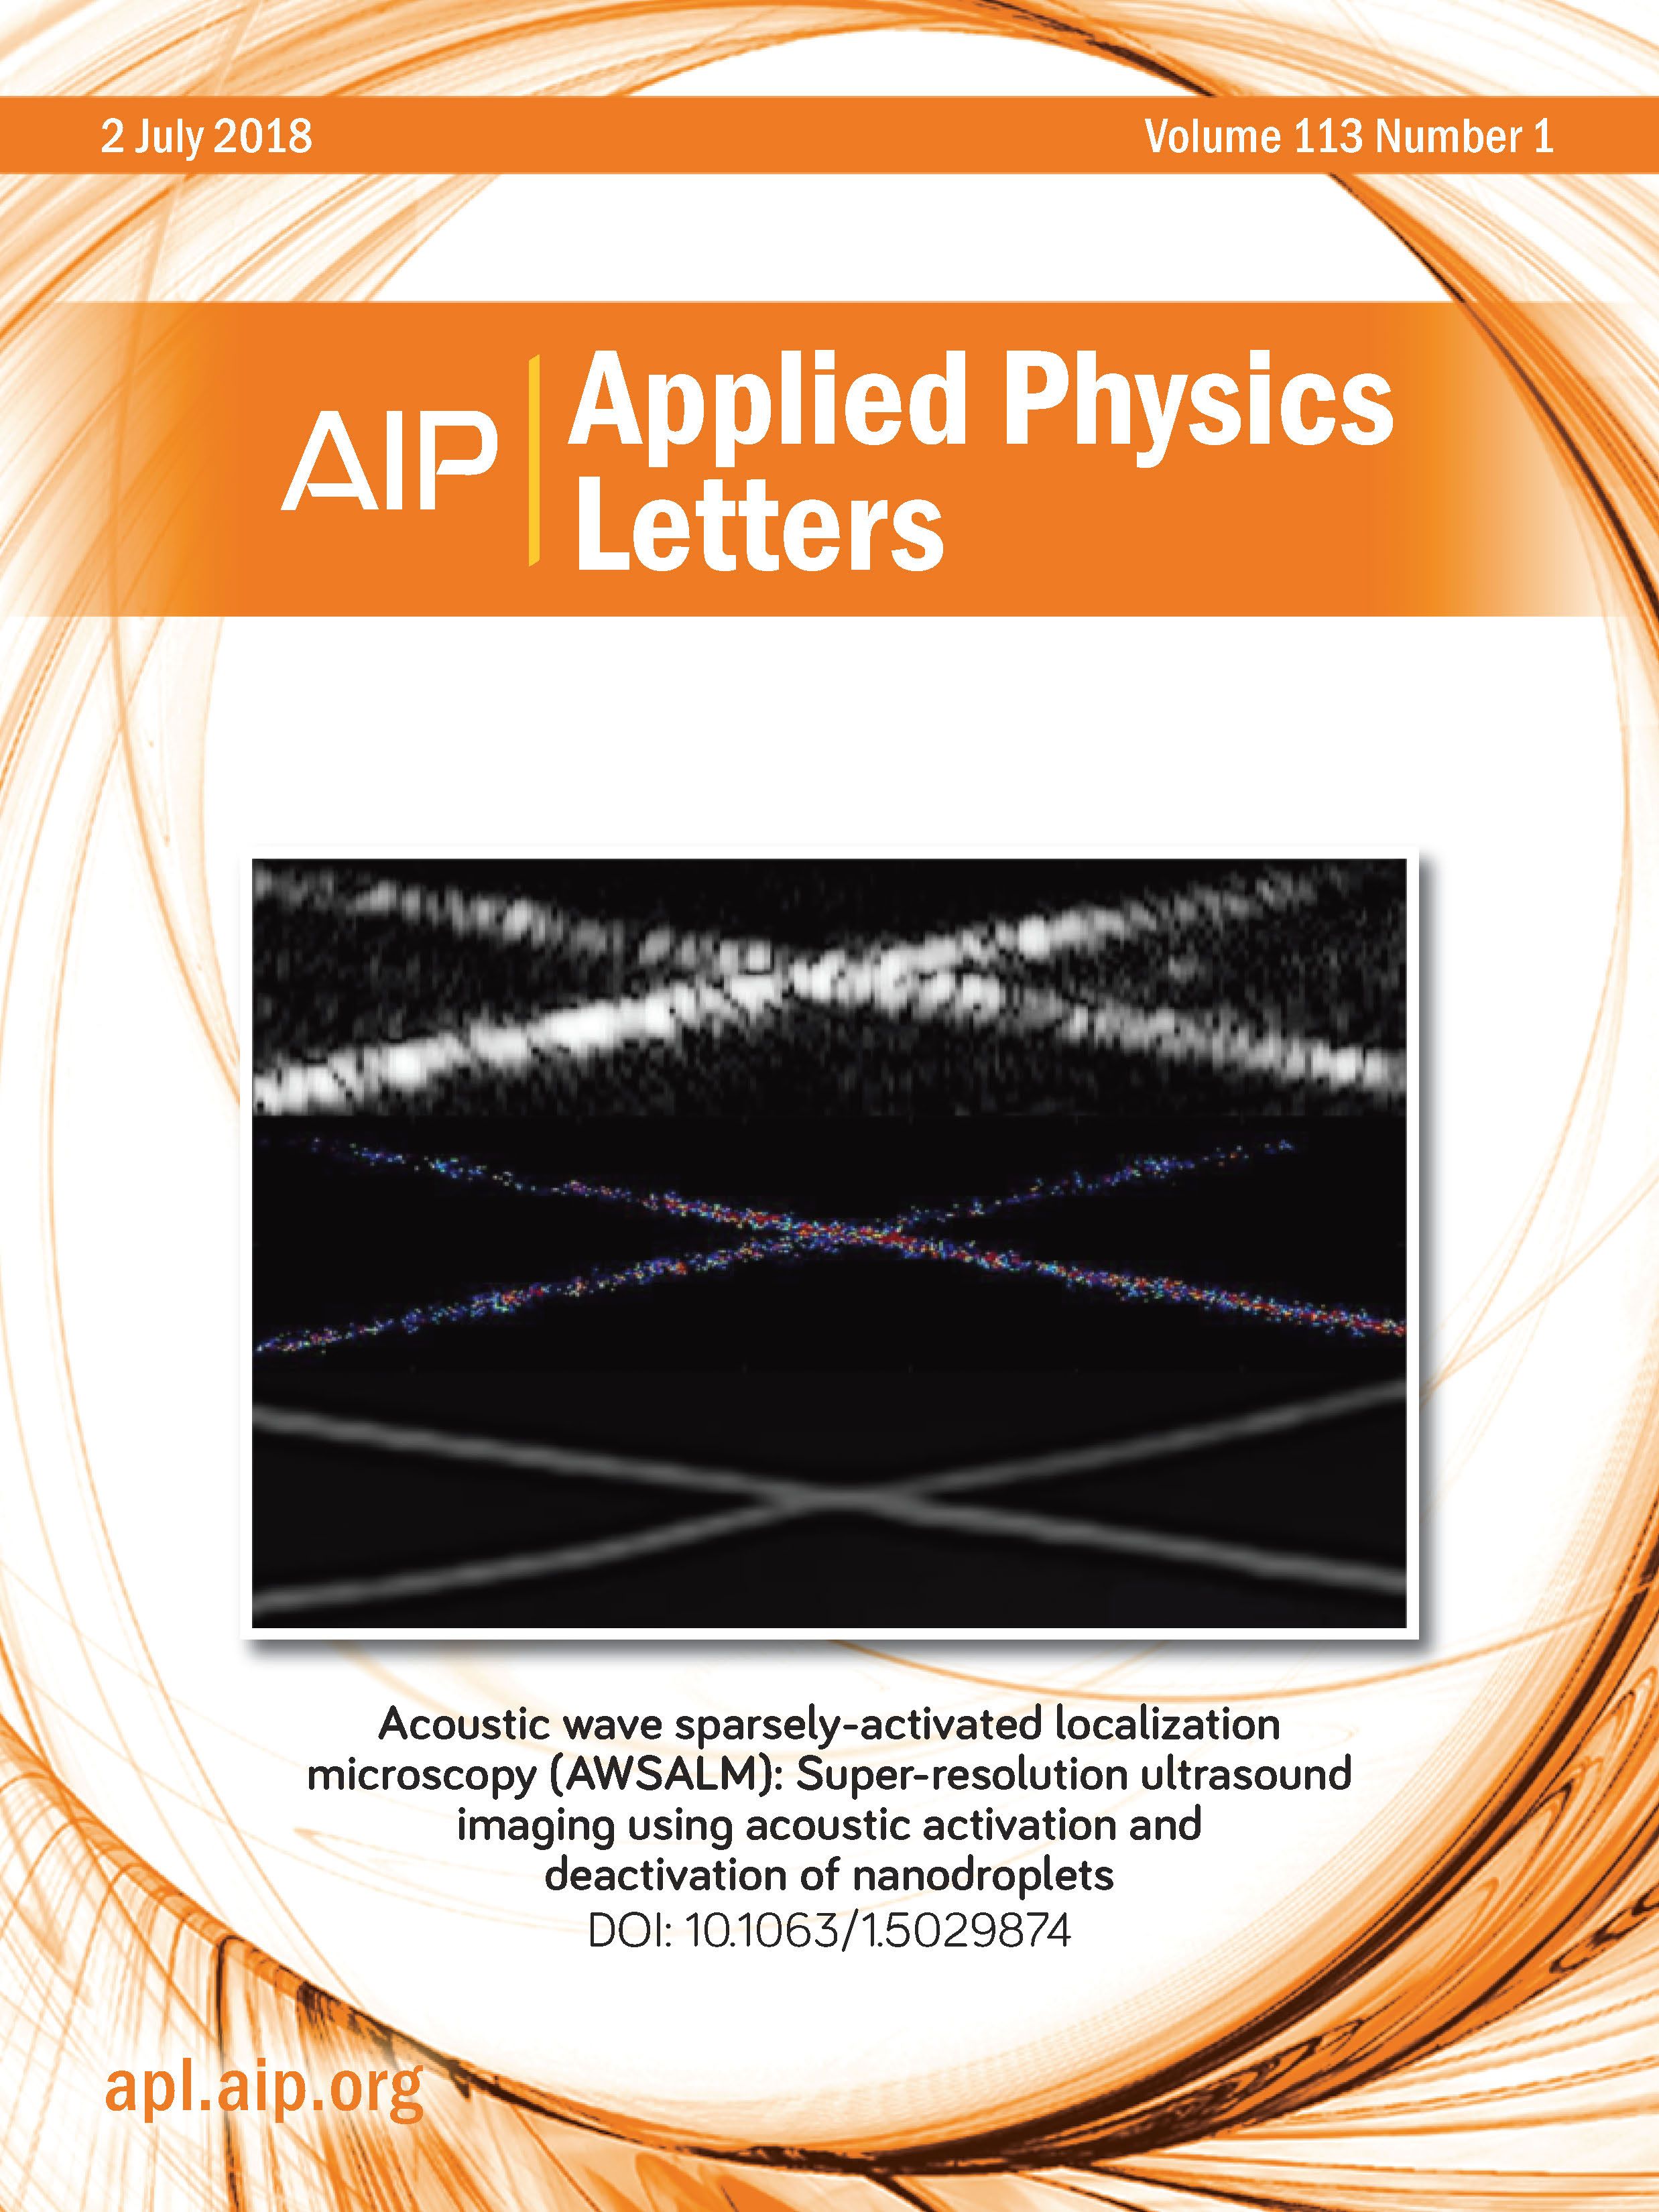 2 July 2018
Volume 113 Number 1
AIP
Applied Physics
Letters
Acoustic wave sparsely-activated localization
microscopy (AWSALM): Super-resolution ultrasound
imaging using acoustic activation and
deactivation of nanodroplets
DOI: 10.1063/1.5029874
apl.aip.org